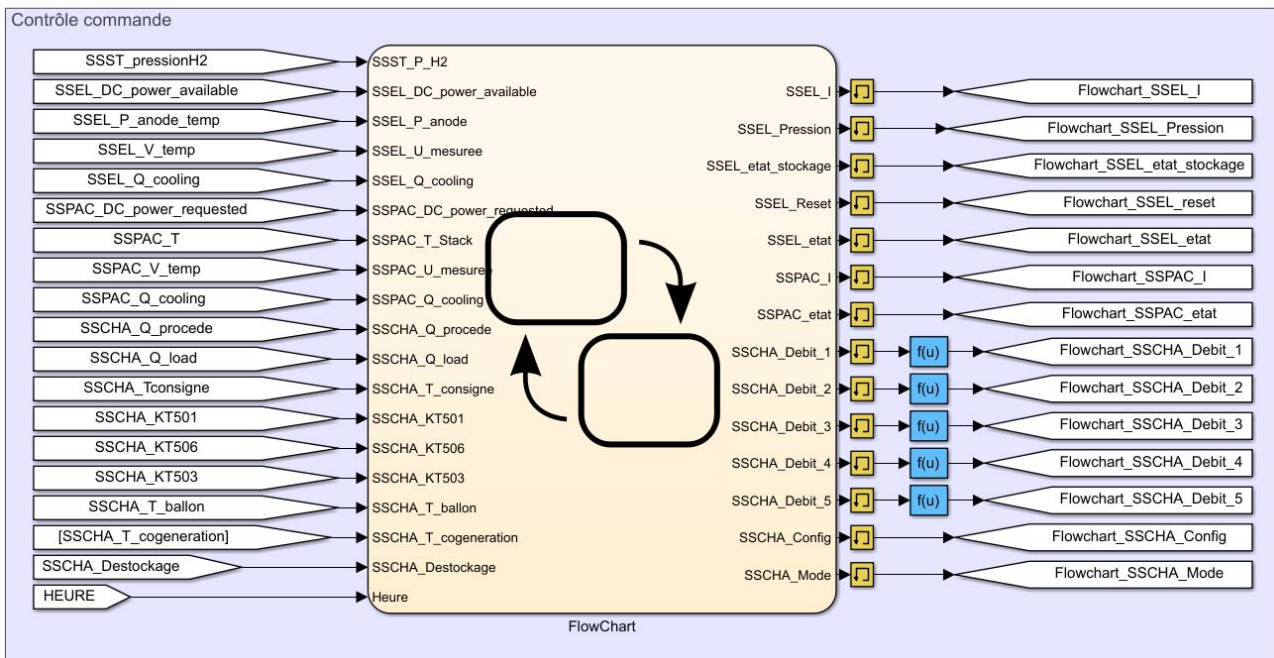 Contrôle commande
SSST_pressionH2
SSEL_DC_power_available
SSEL_P_anode_temp
SSEL_V_temp
SSEL_Q_cooling
SSPAC_DC_power_requested
SSPAC_T
SSPAC_V_temp
SSPAC_Q_cooling
SSCHA_Q_procede
SSCHA_Q_load
SSCHA_Tconsigne
SSCHA_KT501
SSCHA_KT506
SSCHA_KT503
SSCHA_T_ballon
[SSCHA_T_cogeneration]
SSCHA_Destockage
HEURE
SSST_P_H2
SSEL_DC_power_available
SSEL_P_anode
SSEL_U_mesuree
SSEL_Q_cooling
SSPAC_DC_power_requested
SSPAC_T_Stack
SSPAC_U_mesuree
SSPAC_Q_cooling
SSCHA_Q_procede
SSCHA_Q_load
SSCHA_T_consigne
SSCHA_KT501
SSCHA_KT506
SSCHA_KT503
SSCHA_T_ballon
SSCHA_T_cogeneration
SSCHA_Destockage
Heure
SSEL_I
SSEL_Pression
SSEL_etat_stockage
SSEL_Reset
SSEL_etat
SSPAC_I
SSPAC_etat
SSCHA_Debit_1
SSCHA_Debit_2
SSCHA_Debit_3
SSCHA_Debit_4
SSCHA_Debit_5
SSCHA_Config
SSCHA_Mode
f(u)
f(u)
f(u)
f(u)
f(u)
Flowchart_SSEL_I
Flowchart_SSEL_Pression
Flowchart_SSEL_etat_stockage
Flowchart_SSEL_reset
Flowchart_SSEL_etat
Flowchart_SSPAC_I
Flowchart_SSPAC_etat
Flowchart_SSCHA_Debit_1
Flowchart_SSCHA_Debit_2
Flowchart_SSCHA_Debit_3
Flowchart_SSCHA_Debit_4
Flowchart_SSCHA_Debit_5
Flowchart_SSCHA_Config
Flowchart_SSCHA_Mode
FlowChart